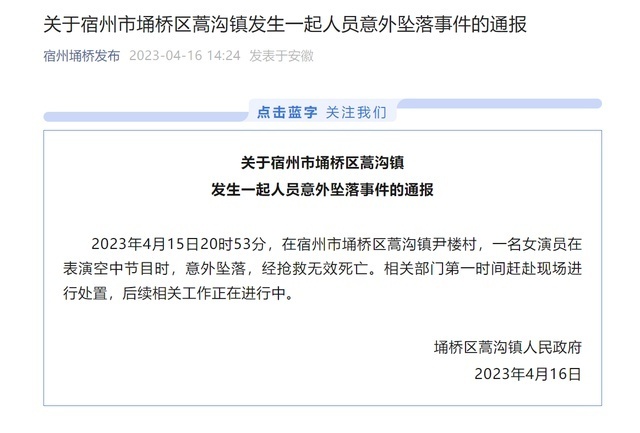 关于宿州市埇桥区蒿沟镇发生一起人员意外坠落事件的通报
宿州埇桥发布 2023-04-16 14:24 发表于安徽
点击蓝字 关注我们
关于宿州市埇桥区蒿沟镇
发生一起人员意外坠落事件的通报
2023年4月15日20时53分，在宿州市埇桥区蒿沟镇尹楼村，一名女演员在
表演空中节目时，意外坠落，经抢救无效死亡。相关部门第一时间赶赴现场进
行处置，后续相关工作正在进行中。
埇桥区蒿沟镇人民政府
2023年4月16日